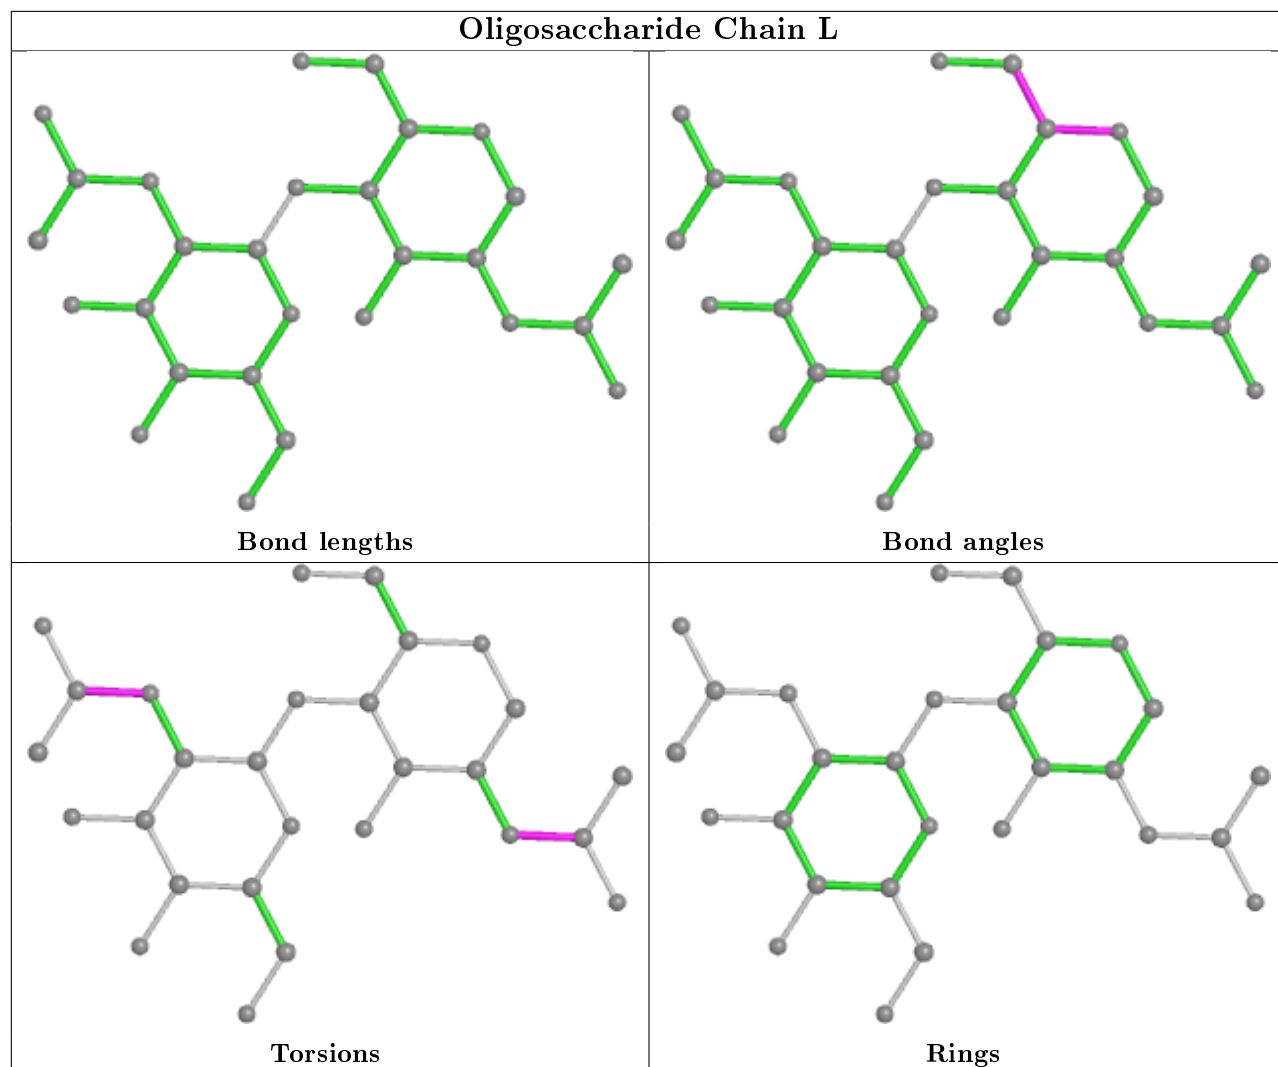 Oligosaccharide Chain L
Bond lengths
Bond angles
Torsions
Rings